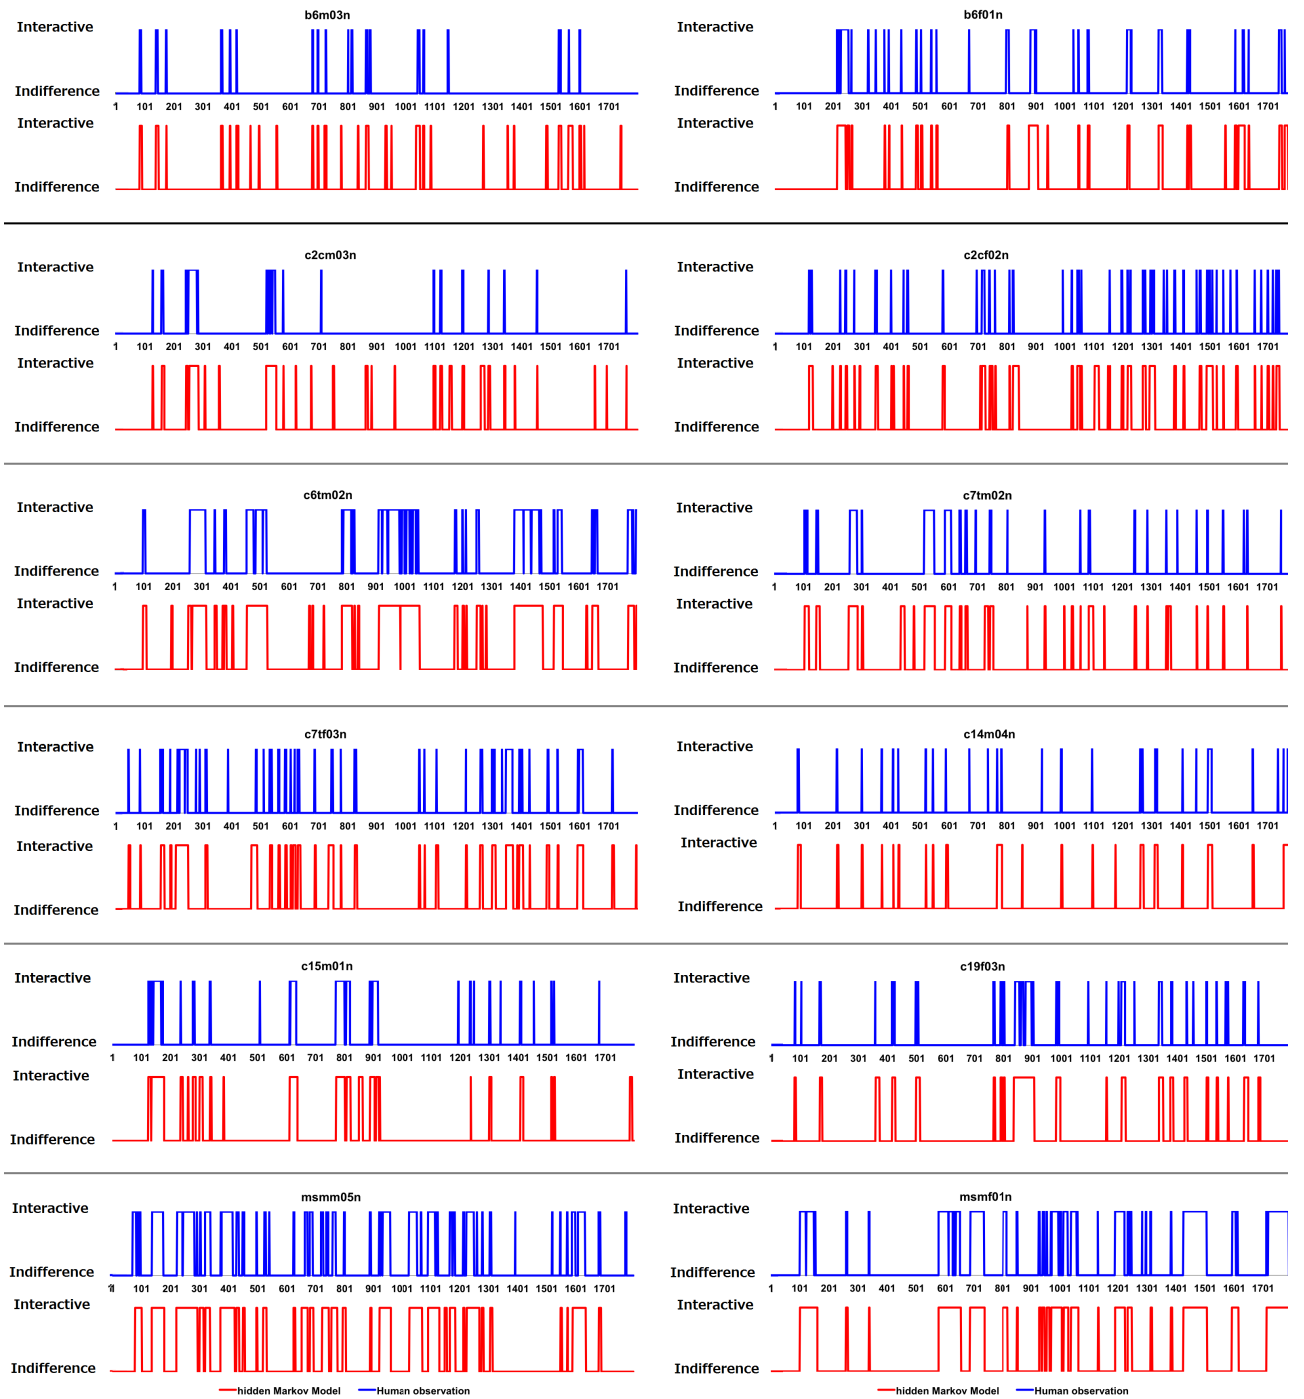 b6m03n
Interactive
Indifference
1 101 201 301 401 501 601 701 801 901 1001 1101 1201 1301 1401 1501 1601 1701
Interactive
Indifference
b6f01n
Interactive
Indifference
1 101 201 301 401 501 601 701 801 901 1001 1101 1201 1301 1401 1501 1601 1701
Interactive
Indifference
c2cm03n
Interactive
Indifference
1 101 201 301 401 501 601 701 801 901 1001 1101 1201 1301 1401 1501 1601 1701
Interactive
Indifference
c2cf02n
Interactive
Indifference
1 101 201 301 401 501 601 701 801 901 1001 1101 1201 1301 1401 1501 1601 1701
Interactive
Indifference
c6tm02n
Interactive
Indifference
1 101 201 301 401 501 601 701 801 901 1001 1101 1201 1301 1401 1501 1601 1701
Interactive
Indifference
c7tm02n
Interactive
Indifference
1 101 201 301 401 501 601 701 801 901 1001 1101 1201 1301 1401 1501 1601 1701
Interactive
Indifference
c7tf03n
Interactive
Indifference
1 101 201 301 401 501 601 701 801 901 1001 1101 1201 1301 1401 1501 1601 1701
Interactive
Indifference
c14m04n
Interactive
Indifference
1 101 201 301 401 501 601 701 801 901 1001 1101 1201 1301 1401 1501 1601 1701
Interactive
Indifference
c15m01n
Interactive
Indifference
1 101 201 301 401 501 601 701 801 901 1001 1101 1201 1301 1401 1501 1601 1701
Interactive
Indifference
c19f03n
Interactive
Indifference
1 101 201 301 401 501 601 701 801 901 1001 1101 1201 1301 1401 1501 1601 1701
Interactive
Indifference
msmm05n
Interactive
Indifference
1 101 201 301 401 501 601 701 801 901 1001 1101 1201 1301 1401 1501 1601 1701
Interactive
Indifference
hidden Markov Model Human observation
msmf01n
Interactive
Indifference
1 101 201 301 401 501 601 701 801 901 1001 1101 1201 1301 1401 1501 1601 1701
Interactive
Indifference
hidden Markov Model Human observation